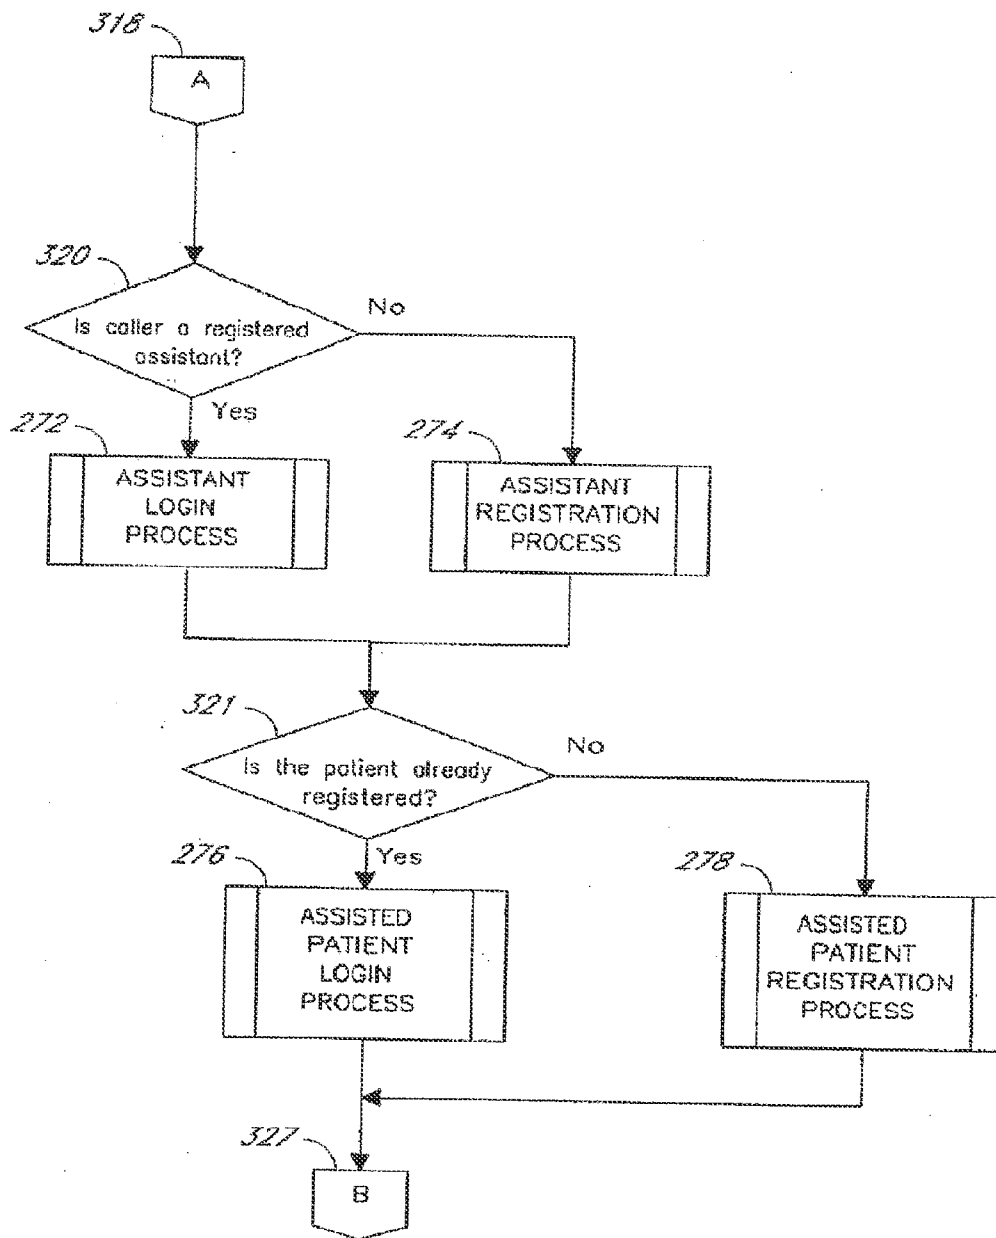 318
A
320
No
Is caller a registered
assistant?
Yes
272
274
ASSISTANT
LOGIN
PROCESS
ASSISTANT
REGISTRATION
PROCESS
321
No
Is the patient already
registered?
Yes
276
278
ASSISTED
PATIENT
LOGIN
PROCESS
ASSISTED
PATIENT
REGISTRATION
PROCESS
327
B